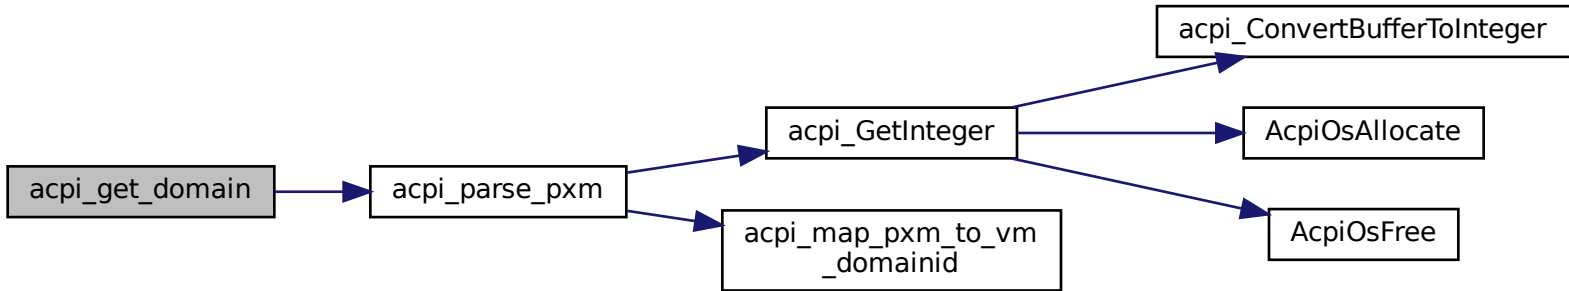 acpi_get_domain
acpi_parse_pxm
acpi_GetInteger
acpi_map_pxm_to_vm
_domainid
acpi_ConvertBufferToInteger
AcpiOsAllocate
AcpiOsFree